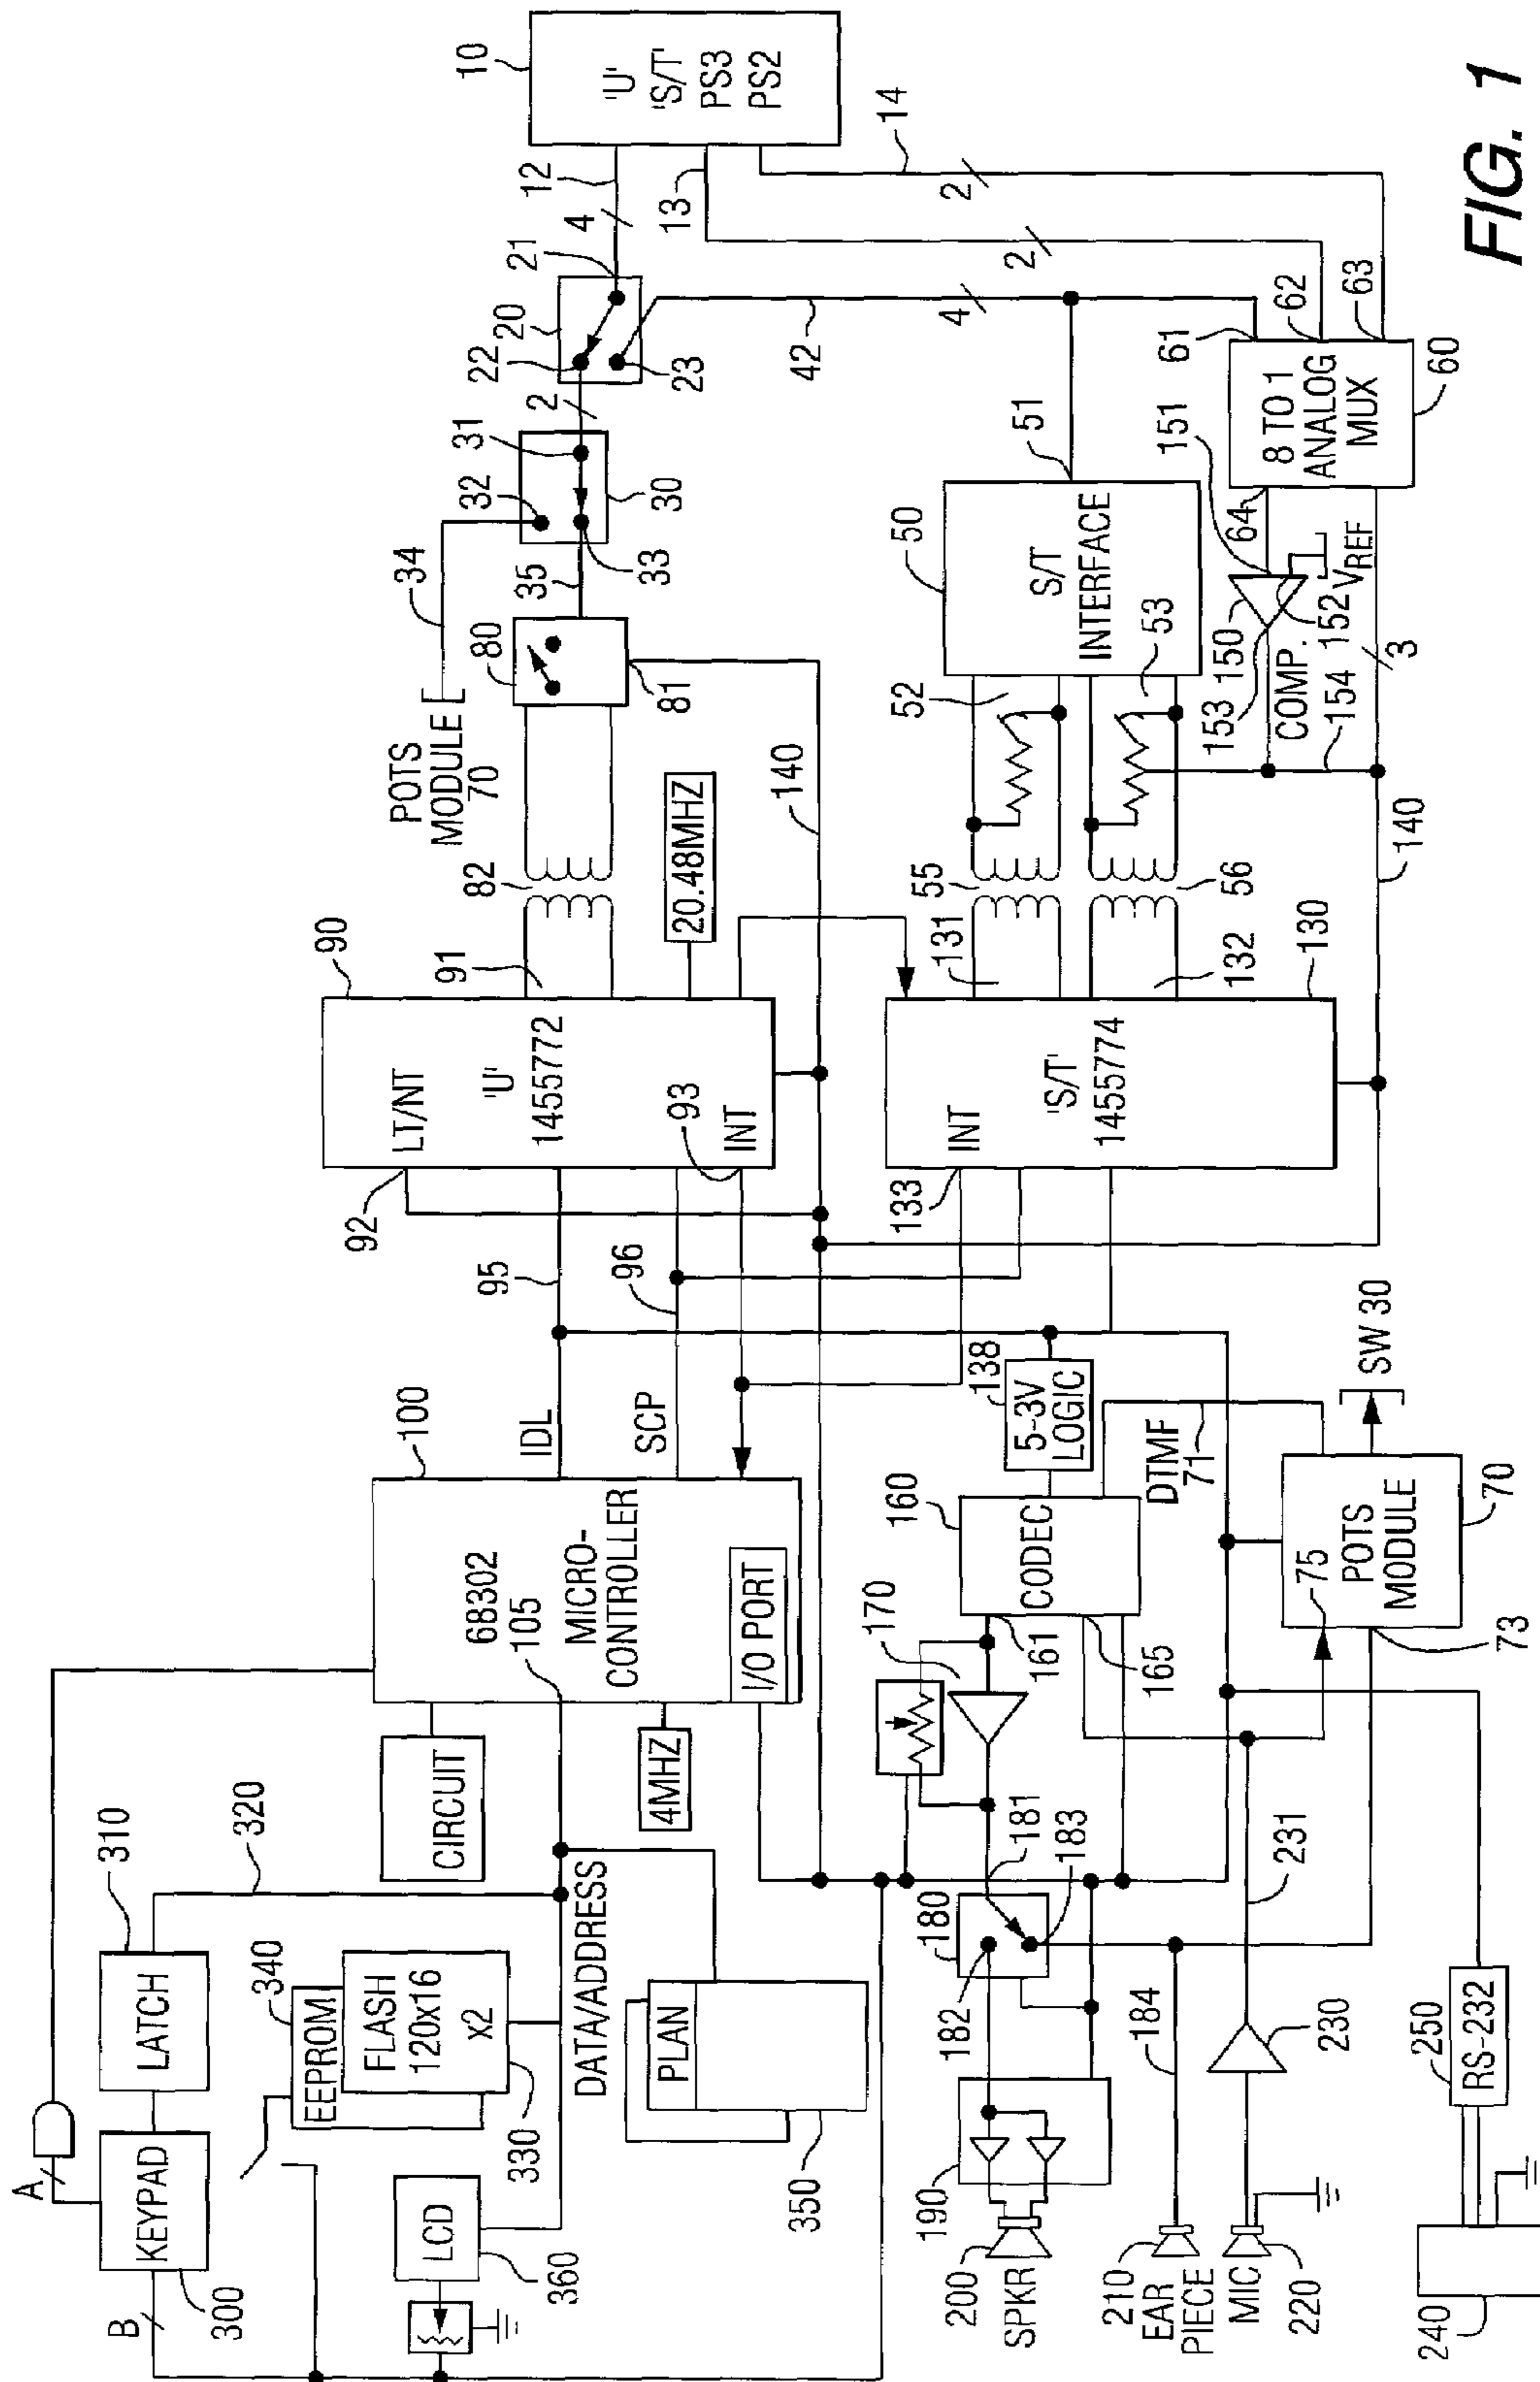 10
'U'
'S/T'
PS3
PS2
12
4
13
2
14
2
21
20
22
23
42
4
2
31
32
30
33
34
35
POTS
MODULE
70
80
81
82
140
20.48MHZ
90
91
LT/NT
'U'
1455772
93
INT
92
95
96
51
50
S/T
INTERFACE
52
53
55
56
131
132
130
INT
'S/T'
1455774
133
140
61
62
63
8 TO 1
ANALOG
MUX
60
64
151
150
152
VREF
153
COMP.
154
3
100
IDL
SCP
68302
105
MICRO-
CONTROLLER
I/O PORT
CIRCUIT
4MHZ
138
5-3V
LOGIC
160
CODEC
161
165
170
DTMF
71
SW 30
75
POTS
MODULE
70
73
A
KEYPAD
300
B
LATCH
310
320
340
EEPROM
FLASH
120x16
x2
330
DATA/ADDRESS
LCD
360
PLAN
350
180
181
182
183
184
190
200
SPKR
210
EAR
PIECE
MIC
220
230
231
250
RS-232
240
FIG. 1